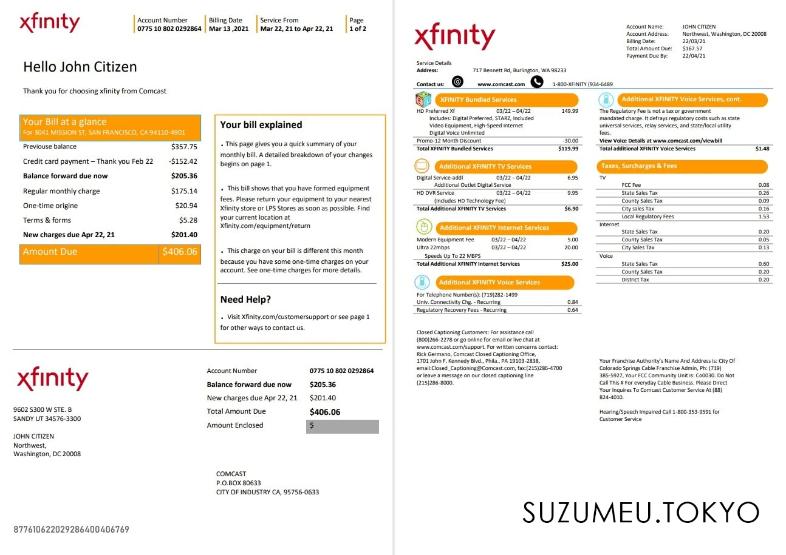 xfinity
Account Number
0775 10 802 0292864
Billing Date
Mar 13 ,2021
Service From
Mar 22, 21 to Apr 22, 21
Page
1 of 2
Hello John Citizen
Thank you for choosing xfinity from Comcast
Your Bill at a glance
For 8041 MISSION ST, SAN FRANCISCO, CA 94110-4901
Previouse balance $357.75
Credit card payment – Thank you Feb 22 -$152.42
Balance forward due now $205.36
Regular monthly charge $175.14
One-time origine $20.94
Terms & forms $5.28
New charges due Apr 22, 21 $201.40
Amount Due $406.06
Your bill explained
• This page gives you a quick summary of your
monthly bill. A detailed breakdown of your charges
begins on page 1.
• This bill shows that you have formed equipment
fees. Please return your equipment to your nearest
Xfinity store or LPS Stores as soon as possible. Find
your current location at
Xfinity.com/equipment/return
• This charge on your bill is different this month
because you have some one-time charges on your
account. See one-time charges for more details.
Need Help?
• Visit Xfinity.com/customersupport or see page 1
for other ways to contact us.
xfinity
9602 S300 W STE. B
SANDY UT 34576-3300
JOHN CITIZEN
Northwest,
Washington, DC 20008
Account Number 0775 10 802 0292864
Balance forward due now $205.36
New charges due Apr 22, 21 $201.40
Total Amount Due $406.06
Amount Enclosed $
COMCAST
P.O.BOX 80633
CITY OF INDUSTRY CA, 95756-0633
8776106220292864004067​69
xfinity
Account Name: JOHN CITIZEN
Account Address: Northwest, Washington, DC 20008
Billing Date: 22/03/21
Total Amount Due: $167.57
Payment Due By: 22/04/21
Service Details
Address: 717 Bennett Rd, Burlington, WA 98233
Contact us: www.comcast.com 1-800-XFINITY (934-6489
XFINITY Bundled Services
HD Preferred XF 03/22 – 04/22 149.99
Includes: Digital Preferred, STARZ, Included
Video Equipment, High-Speed Internet
Digital Voice Unlimited
Promo-12 Month Discount -30.00
Total XFINITY Bundled Services $119.99
Additional XFINITY TV Services
Digital Service-addl 03/22 – 04/22 6.95
Additional Outlet Digital Service
HD DVR Service 03/22 – 04/22 9.95
(Includes HD Technology Fee)
Total Additional XFINITY TV Services $6.90
Additional XFINITY Internet Services
Modern Equipment Fee 03/22 – 04/22 5.00
Ultra 22mbps 03/22 – 04/22 20.00
Speeds Up To 22 MBPS
Total Additional XFINITY Internet Services $25.00
Additional XFINITY Voice Services
For Telephone Number(s): (719)282-1499
Univ. Connectivity Chg. - Recurring 0.84
Regulatory Recovery Fees - Recurring 0.64
Closed Captioning Customers: For assistance call
(800)266-2278 or go online for email or live chat at
www.comcast.com/support. For written concerns contact:
Rick Germano, Comcast Closed Captioning Office,
1701 John F. Kennedy Blvd., Phila., PA 19103-2838,
email:Closed_Captioning@Comcast.com, fax:(215)286-4700
or leave a message on our closed captioning line
(215)286-8000.
Additional XFINITY Voice Services, cont.
The Regulatory Fee is not a tax or government
mandated charge. It defrays regulatory costs such as state
universal services, relay services, and state/local utility
fees.
View Voice Details at www.comcast.com/viewbill
Total additional XFINITY Voice Services $1.48
Taxes, Surcharges & Fees
TV
FCC Fee 0.08
State Sales Tax 0.26
County Sales Tax 0.09
City sales Tax 0.16
Local Regulatory Fees 1.53
Internet
State Sales Tax 0.20
County Sales Tax 0.05
City Sales Tax 0.13
Voice
State Sales Tax 0.60
County Sales Tax 0.20
District Tax 0.20
Your Franchise Authority's Name And Address is: City Of
Colorado Springs Cable Franchise Admin, Ph: (719)
385-5927, Your FCC Community Unit is: Co0030. Do Not
Call This # For everyday Cable Business. Please Direct
Your Inquires To Comcast Customer Service At (88)
824-4010.
Hearing/Speech Impaired Call 1-800-353-3591 for
Customer Service
SUZUMEU.TOKYO